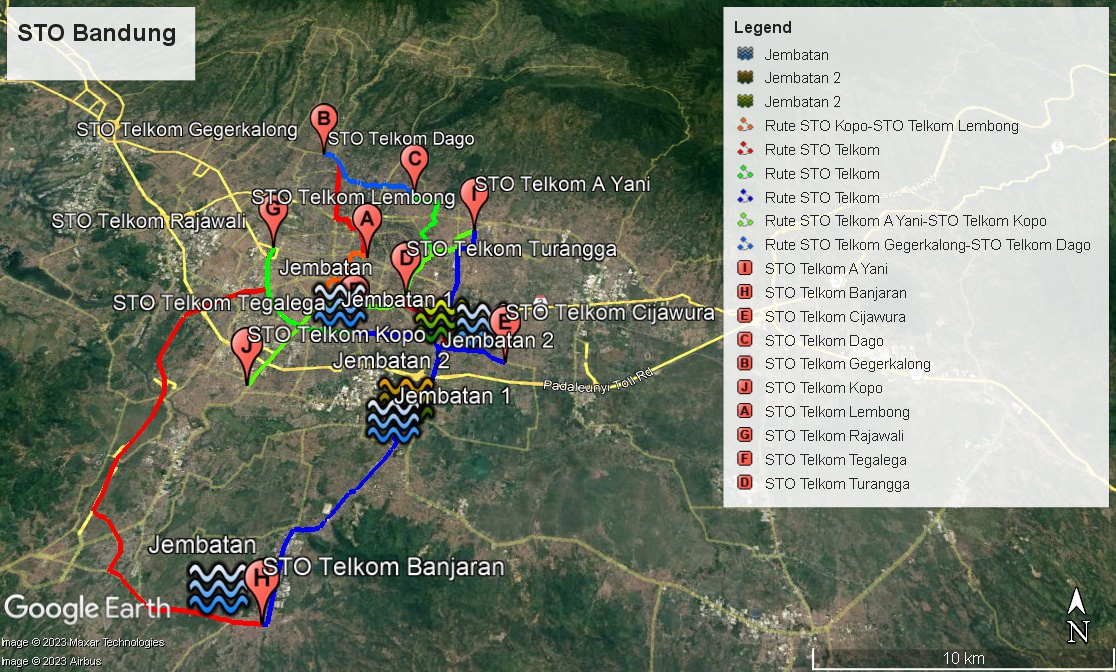 STO Bandung
STO Telkom Gegerkalong
B
STO Telkom Dago
C
STO Telkom A Yani
I
STO Telkom Lembong
STO Telkom Rajawali
G
A
STO Telkom Turangga
D
Jembatan
STO Telkom Tegalega
Jembatan 1
STO Telkom Cijawura
E
STO Telkom Kopo
J
Jembatan 2
Jembatan 2
Padaleunyi Toll Rd
Jembatan 1
Jembatan
STO Telkom Banjaran
H
Google Earth
Image © 2023 Maxar Technologies
Image © 2023 Airbus
Legend
Jembatan
Jembatan 2
Jembatan 2
Rute STO Kopo-STO Telkom Lembong
Rute STO Telkom
Rute STO Telkom
Rute STO Telkom
Rute STO Telkom A Yani-STO Telkom Kopo
Rute STO Telkom Gegerkalong-STO Telkom Dago
I STO Telkom A Yani
H STO Telkom Banjaran
E STO Telkom Cijawura
C STO Telkom Dago
B STO Telkom Gegerkalong
J STO Telkom Kopo
A STO Telkom Lembong
G STO Telkom Rajawali
F STO Telkom Tegalega
D STO Telkom Turangga
N
10 km